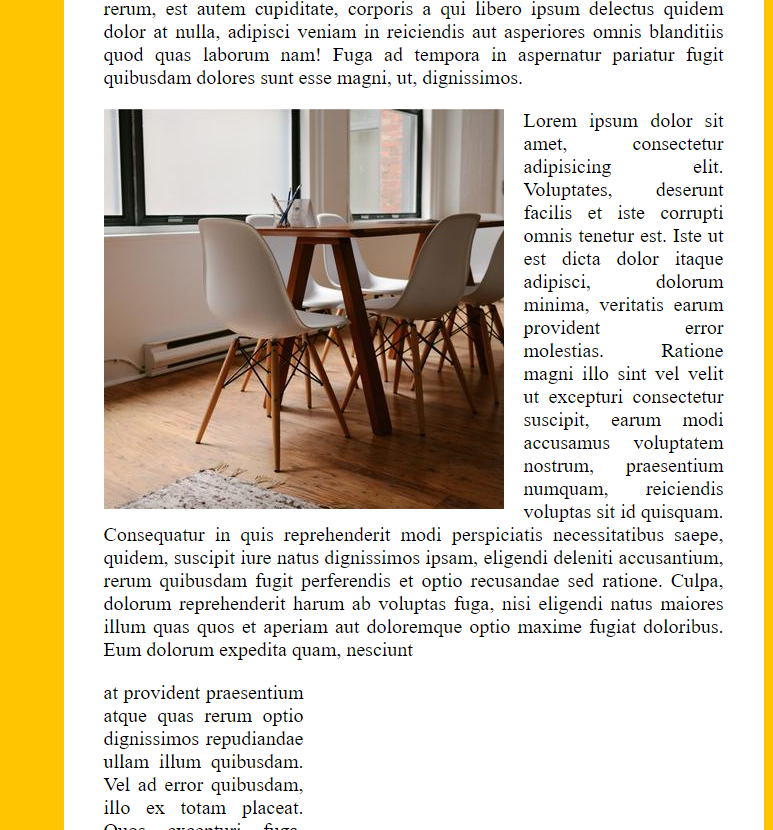 rerum, est autem cupiditate, corporis a qui libero ipsum delectus quidem
dolor at nulla, adipisci veniam in reiciendis aut asperiores omnis blanditiis
quod quas laborum nam! Fuga ad tempora in aspernatur pariatur fugit
quibusdam dolores sunt esse magni, ut, dignissimos.
Lorem ipsum dolor sit
amet, consectetur
adipisicing elit.
Voluptates, deserunt
facilis et iste corrupti
omnis tenetur est. Iste ut
est dicta dolor itaque
adipisci, dolorum
minima, veritatis earum
provident error
molestias. Ratione
magni illo sint vel velit
ut excepturi consectetur
suscipit, earum modi
accusamus voluptatem
nostrum, praesentium
numquam, reiciendis
voluptas sit id quisquam.
Consequatur in quis reprehenderit modi perspiciatis necessitatibus saepe,
quidem, suscipit iure natus dignissimos ipsam, eligendi deleniti accusantium,
rerum quibusdam fugit perferendis et optio recusandae sed ratione. Culpa,
dolorum reprehenderit harum ab voluptas fuga, nisi eligendi natus maiores
illum quas quos et aperiam aut doloremque optio maxime fugiat doloribus.
Eum dolorum expedita quam, nesciunt
at provident praesentium
atque quas rerum optio
dignissimos repudiandae
ullam illum quibusdam.
Vel ad error quibusdam,
illo ex totam placeat.
Quos excepturi fuga,